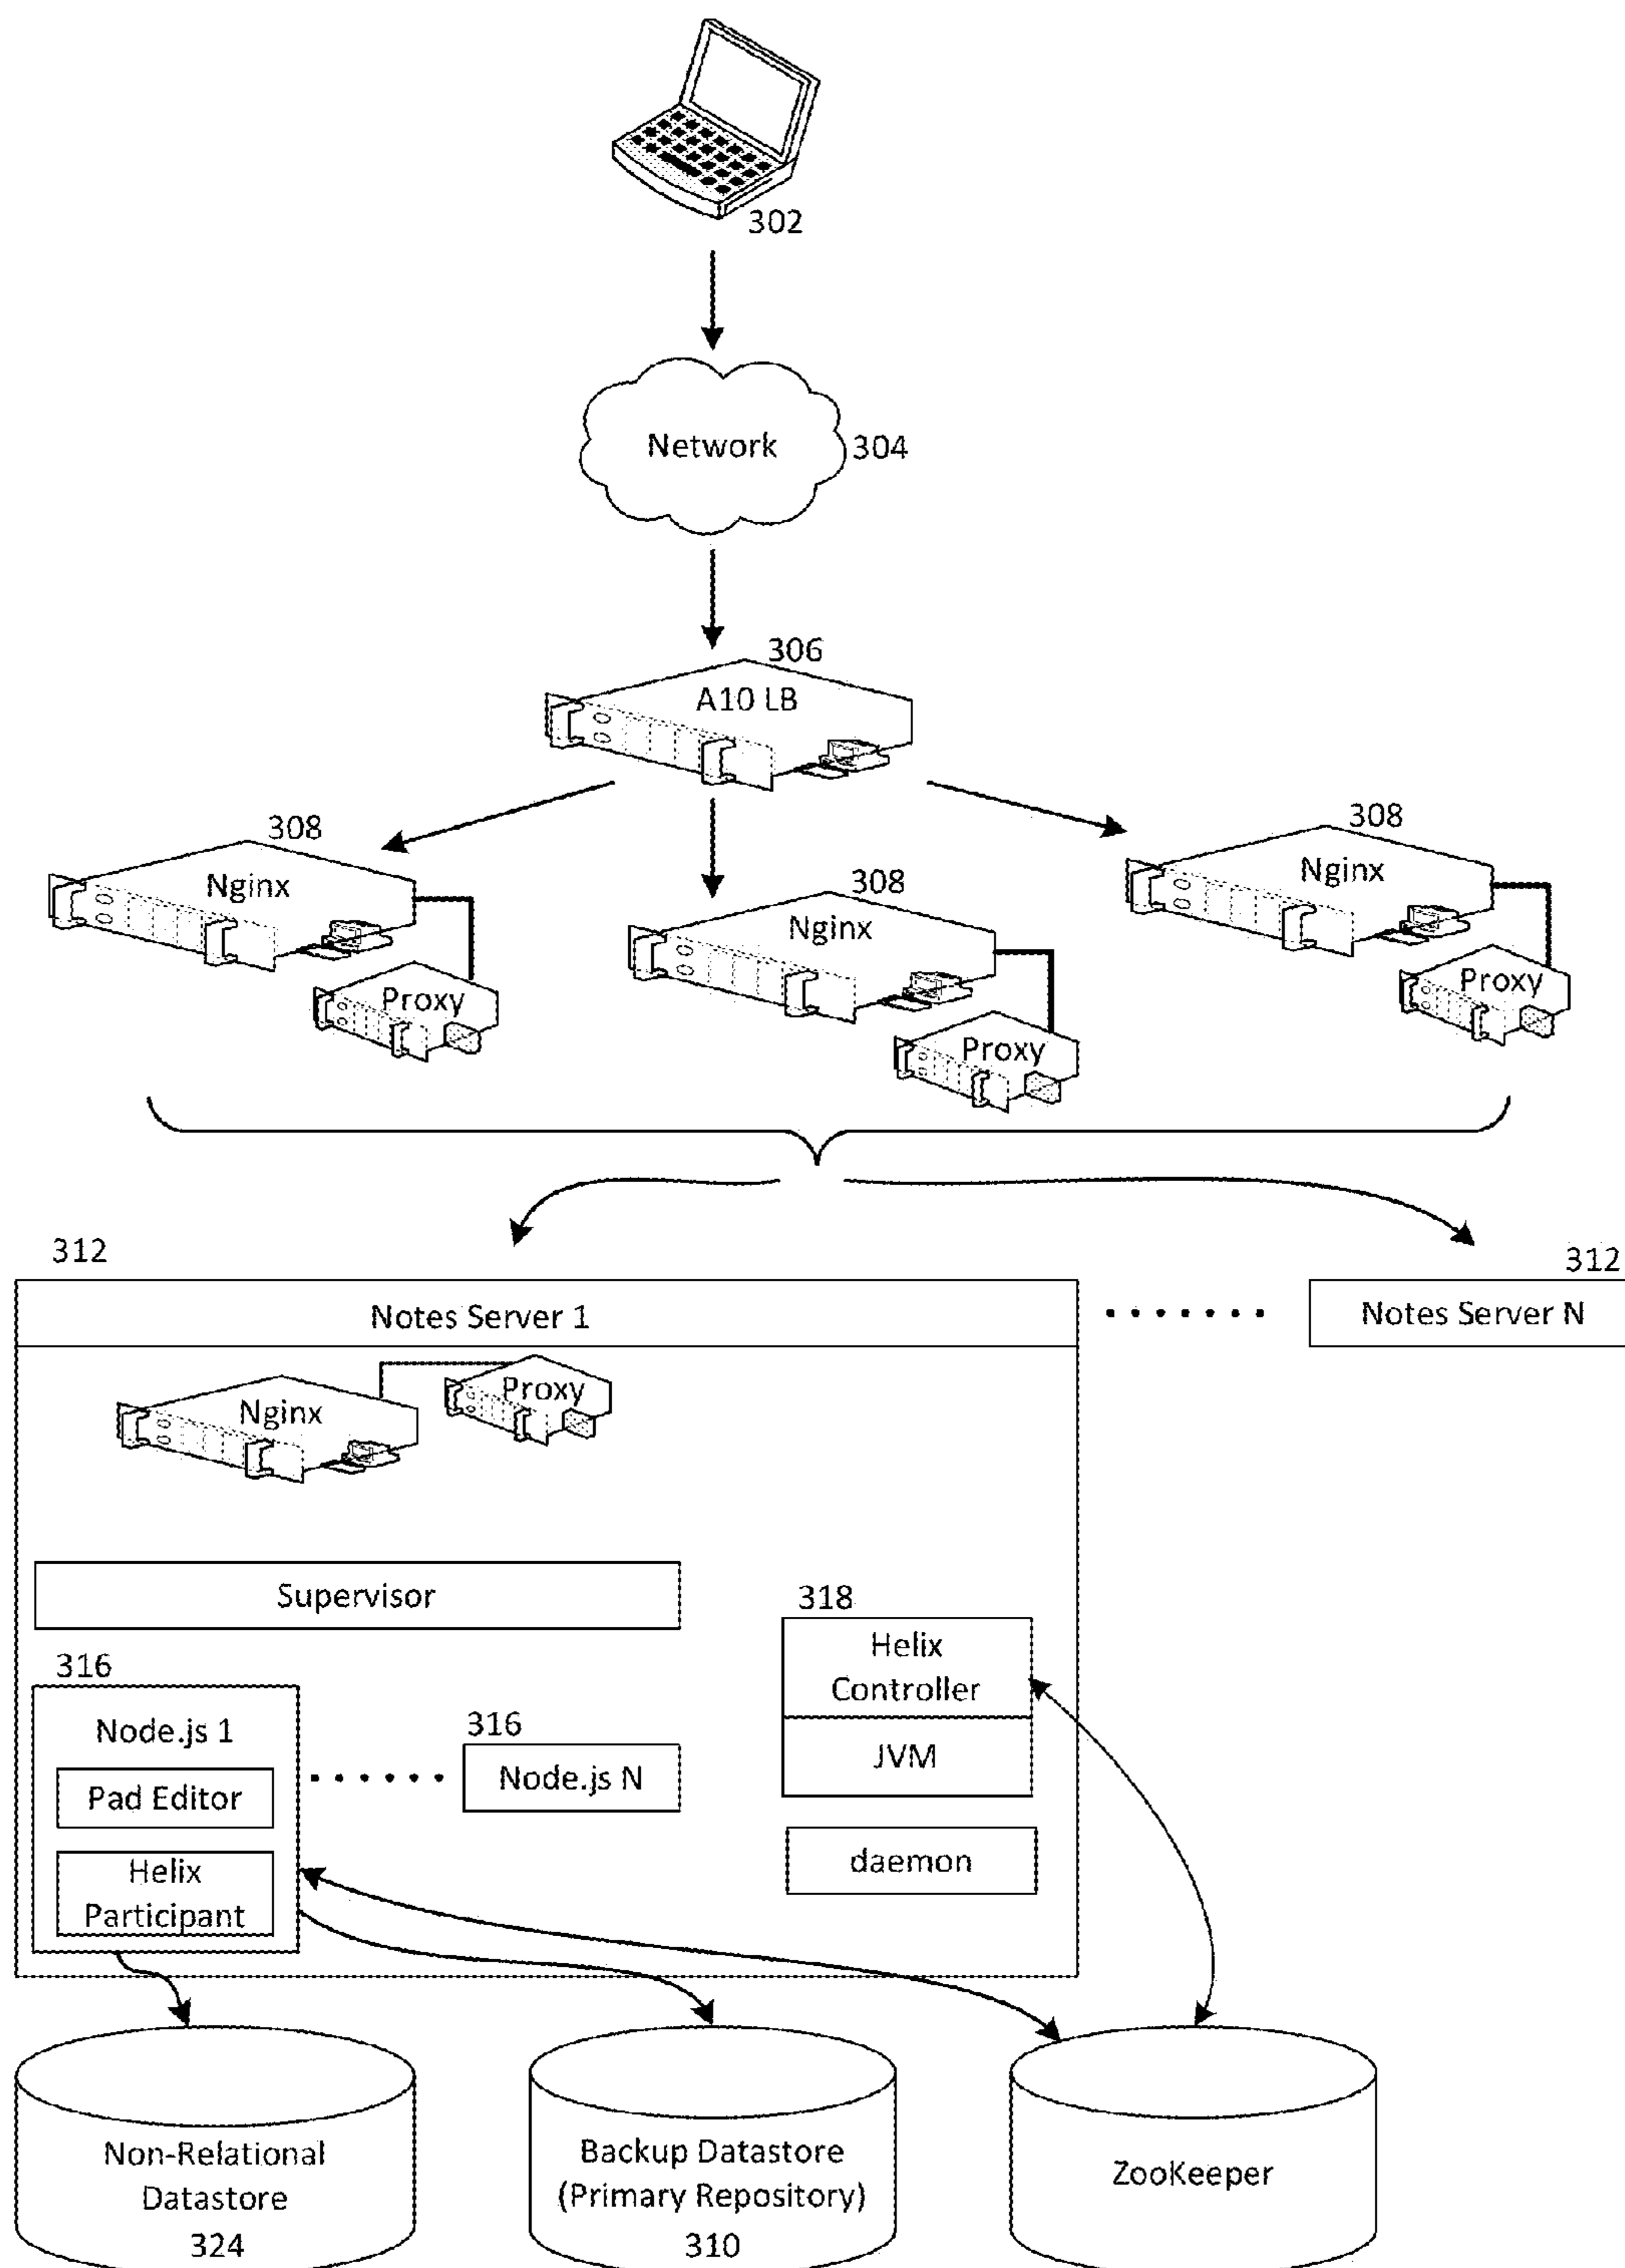 302
Network
304
306
A10 LB
308
Nginx
Proxy
308
Nginx
Proxy
308
Nginx
Proxy
312
Notes Server 1
312
Notes Server N
Nginx
Proxy
Supervisor
318
Helix
Controller
JVM
316
Node.js 1
Pad Editor
Helix
Participant
316
Node.js N
daemon
Non-Relational
Datastore
324
Backup Datastore
(Primary Repository)
310
ZooKeeper